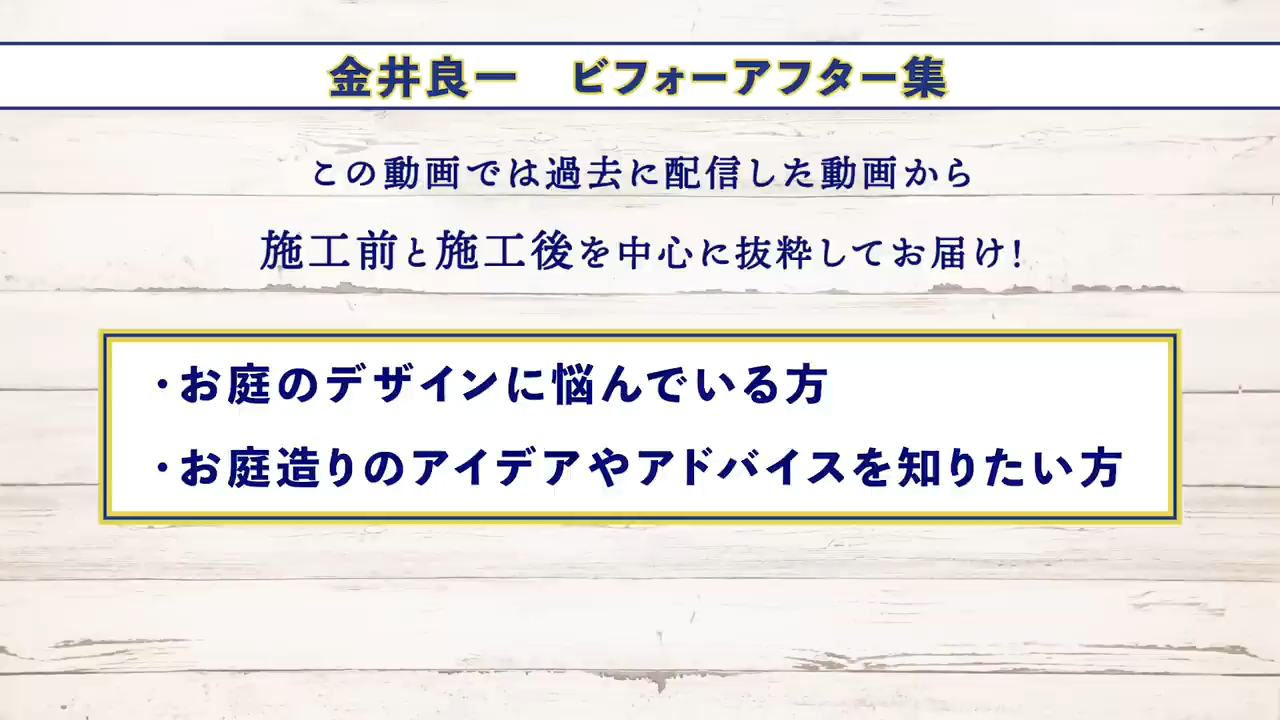 金井良一　ビフォーアフター集
この動画では過去に配信した動画から
施工前と施工後を中心に抜粋してお届け!
・お庭のデザインに悩んでいる方
・お庭造りのアイデアやアドバイスを知りたい方